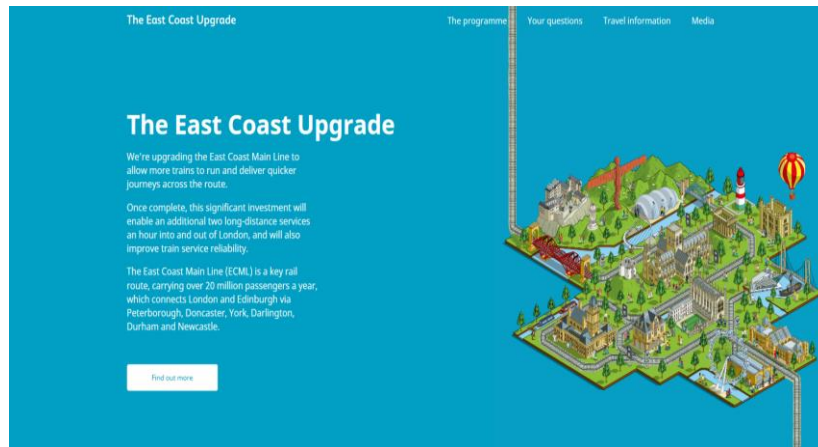 The East Coast Upgrade
The programme Your questions Travel information Media
The East Coast Upgrade
We're upgrading the East Coast Main Line to
allow more trains to run and deliver quicker
journeys across the route.
Once complete, this significant investment will
enable an additional two long-distance services
an hour into and out of London, and will also
improve train service reliability.
The East Coast Main Line (ECML) is a key rail
route, carrying over 20 million passengers a year,
which connects London and Edinburgh via
Peterborough, Doncaster, York, Darlington,
Durham and Newcastle.
Find out more